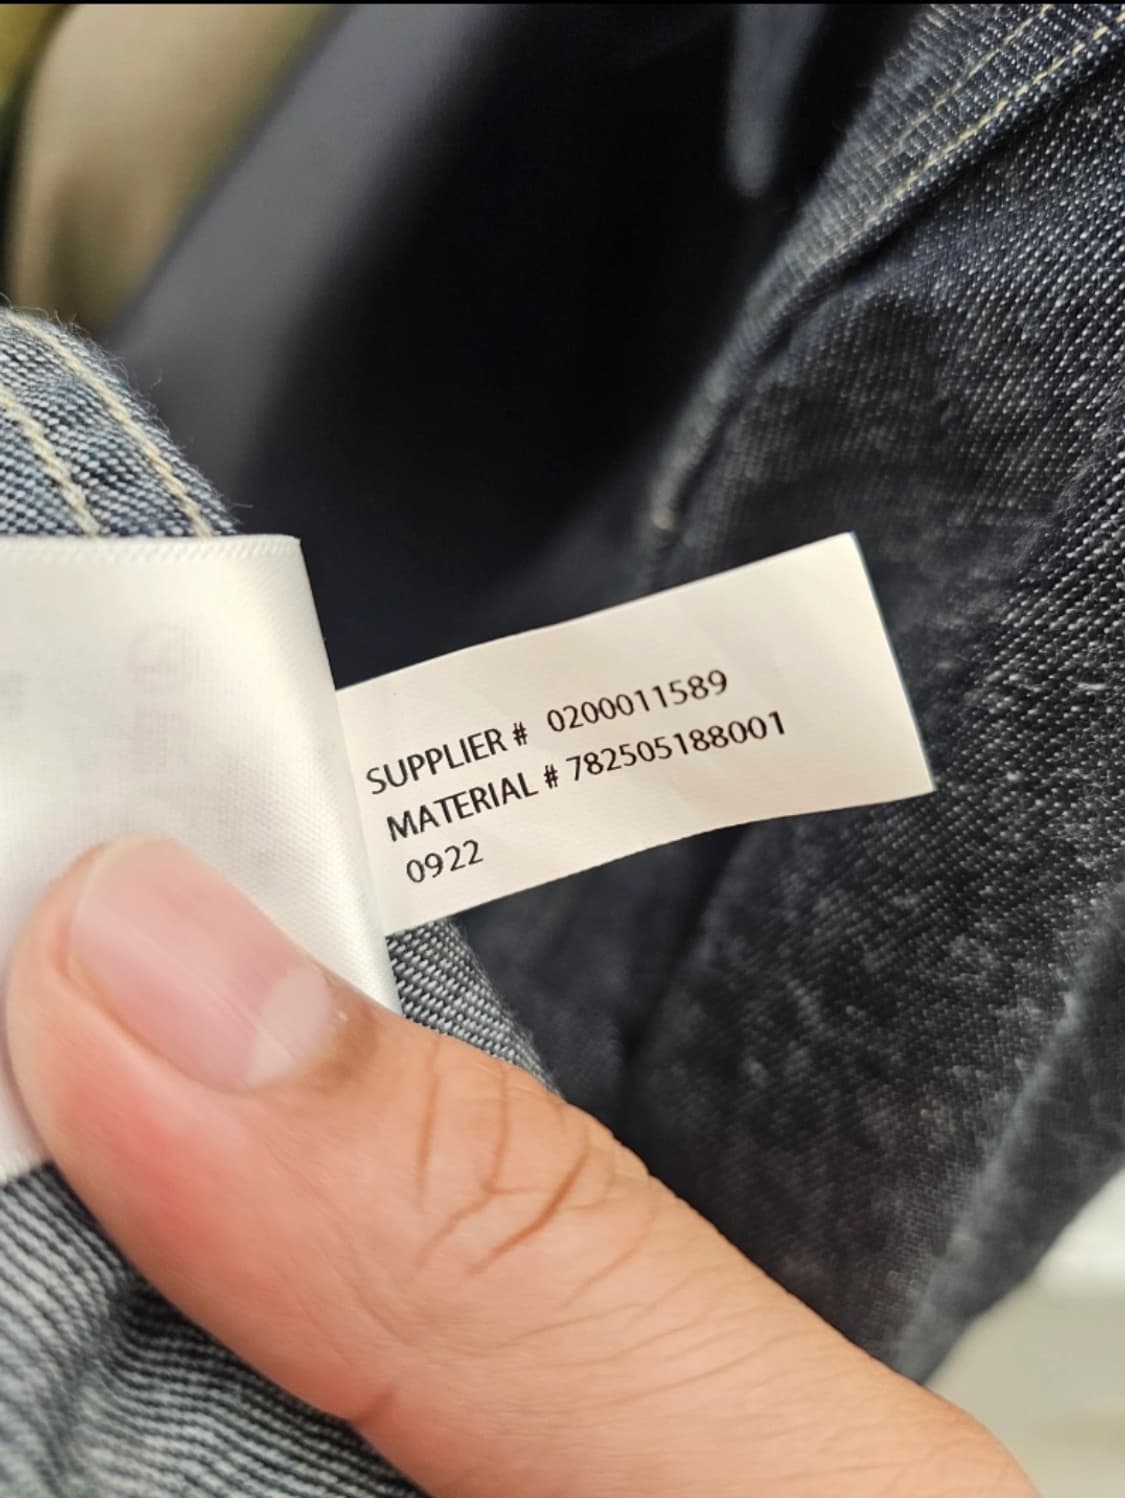 SUPPLIER # 0200011589
MATERIAL # 782505188001
0922